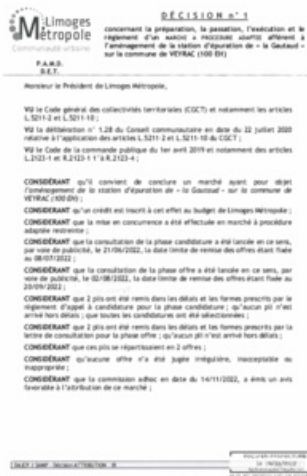 Limoges
Métropole
Communauté urbaine
P.A.M.D.
D.E.T.
DÉCISION n° 1
concernant la préparation, la passation, l'exécution et le
règlement d'un MARCHÉ A PROCEDURE ADAPTEE afférent à
l'aménagement de la station d'épuration de « la Gautaud »
sur la commune de VEYRAC (100 EH)
Monsieur le Président de Limoges Métropole,
VU le Code général des collectivités territoriales (CGCT) et notamment les articles
L.5211-2 et L.5211-10 ;
VU la délibération n° 1.28 du Conseil communautaire en date du 22 juillet 2020
relative à l'application des articles L.5211-2 et L.5211-10 du CGCT ;
VU le Code de la commande publique du 1er avril 2019 et notamment des articles
L.2123-1 et R.2123-1 1°à R.2123-4 ;
CONSIDÉRANT qu'il convient de conclure un marché ayant pour objet
l'aménagement de la station d'épuration de « la Gautaud » sur la commune de
VEYRAC (100 EH) ;
CONSIDÉRANT qu'un crédit est inscrit à cet effet au budget de Limoges Métropole ;
CONSIDÉRANT que la mise en concurrence a été effectuée en marché à procédure
adaptée restreinte ;
CONSIDÉRANT que la consultation de la phase candidature a été lancée en ce sens,
par voie de publicité, le 21/06/2022, la date limite de remise des offres étant fixée
au 08/07/2022 ;
CONSIDÉRANT que la consultation de la phase offre a été lancée en ce sens, par
voie de publicité, le 02/08/2022, la date limite de remise des offres étant fixée au
20/09/2022 ;
CONSIDÉRANT que 2 plis ont été remis dans les délais et les formes prescrits par le
règlement d'appel à candidature pour la phase candidature ; qu'aucun pli n'est
arrivé hors délais ; que toutes les candidatures ont été sélectionnées ;
CONSIDÉRANT que 2 plis ont été remis dans les délais et les formes prescrits par la
lettre de consultation pour la phase offre ; qu'aucun pli n'est arrivé hors délais ;
CONSIDÉRANT que ces plis se répartissaient en 2 offres ;
CONSIDÉRANT qu'aucune offre n'a été jugée irrégulière, inacceptable ou
inappropriée ;
CONSIDÉRANT que la commission adhoc en date du 14/11/2022, a émis un avis
favorable à l'attribution de ce marché ;